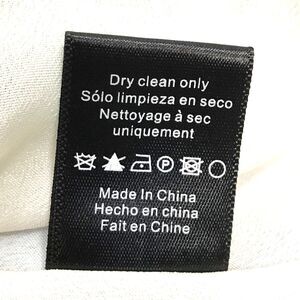 Dry clean only
Sólo limpieza en seco
Nettoyage à sec
uniquement
P
Made In China
Hecho en china
Fait en Chine